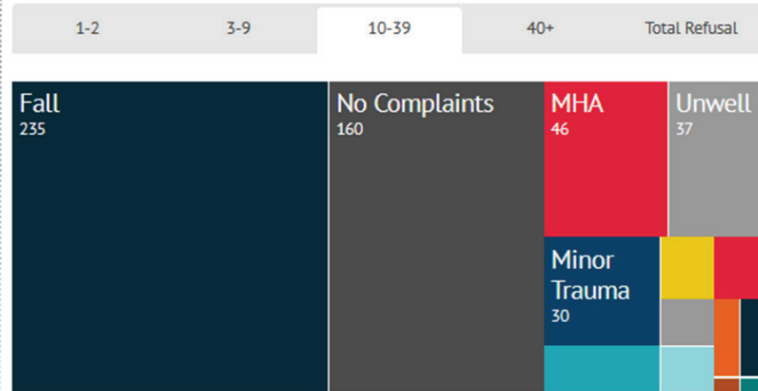 1-2 3-9 10-39 40+ Total Refusal
Fall
235
No Complaints
160
MHA
46
Unwell
37
Minor
Trauma
30